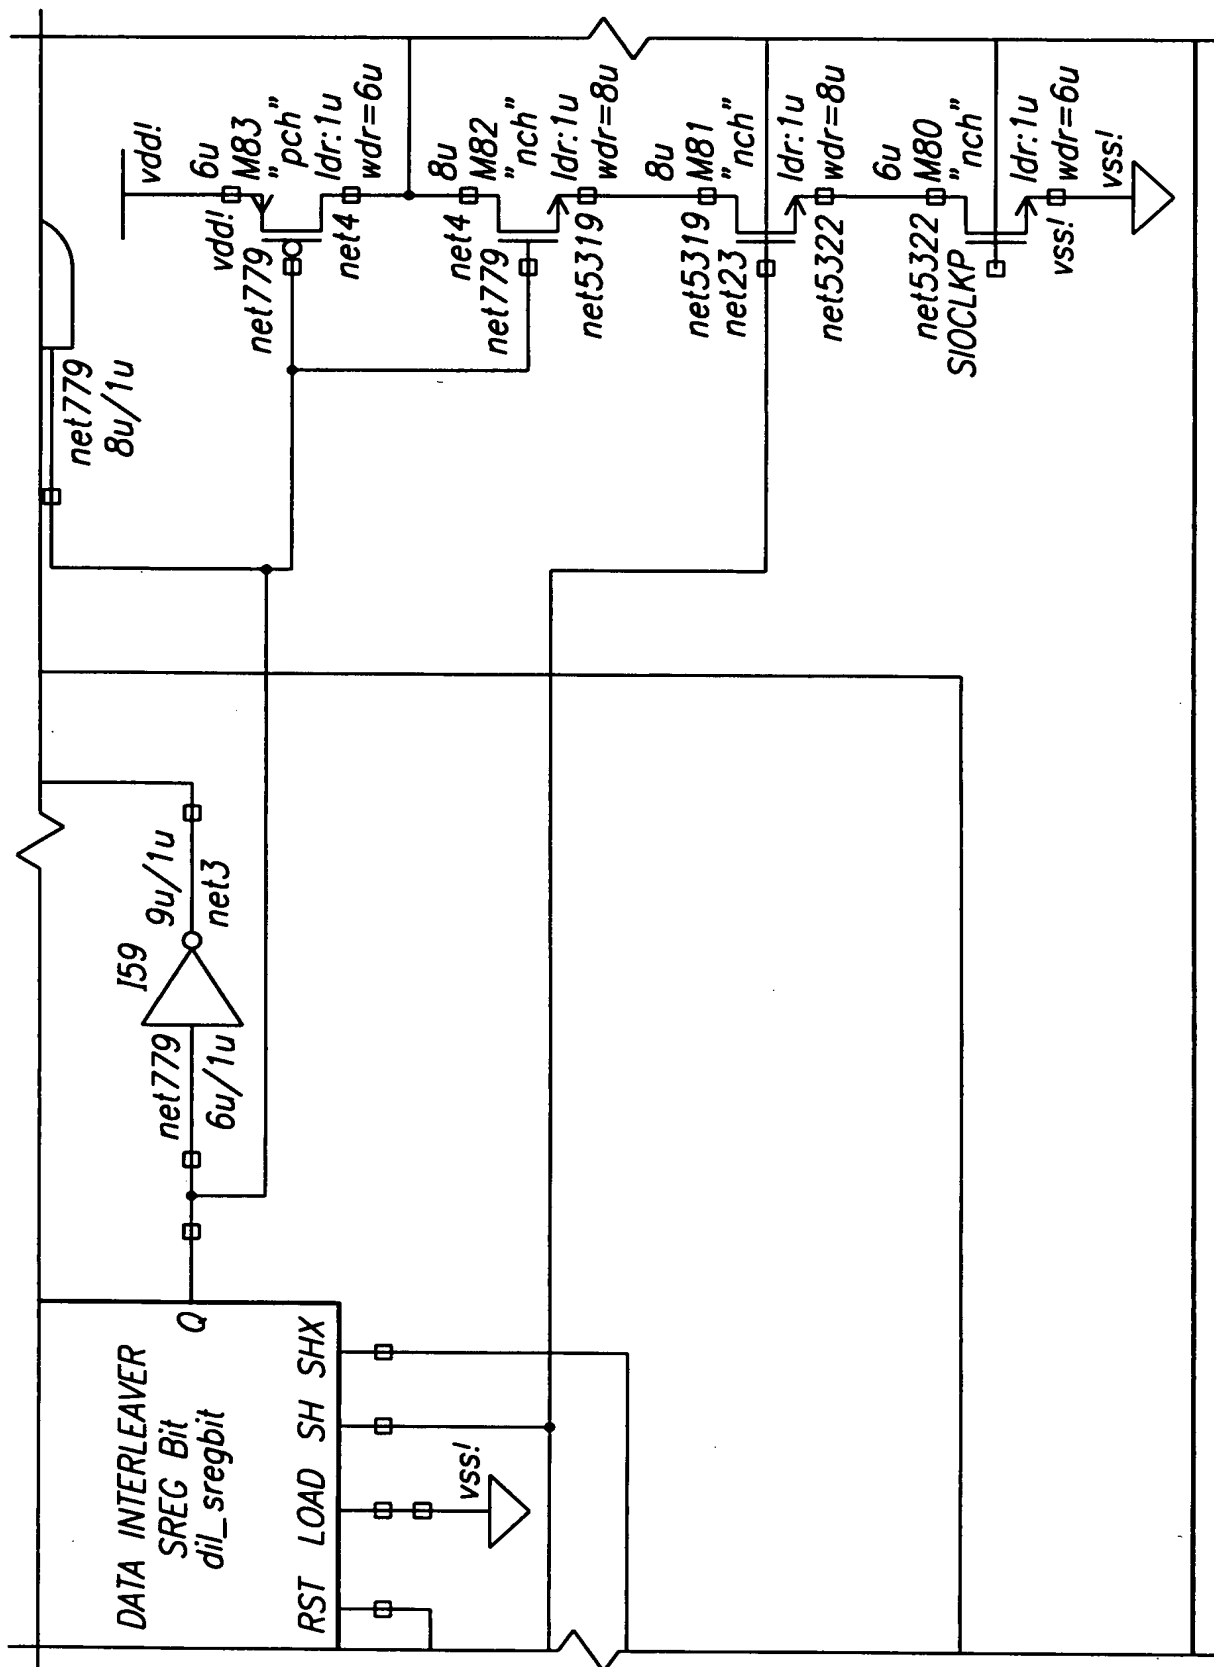 DATA INTERLEAVER
SREG Bit
dil_sregbit
Q
RST LOAD SH SHX
vss!
I59
net779
6u/1u
9u/1u
net3
net779
8u/1u
vdd!
6u
M83
"pch"
ldr:1u
wdr=6u
vdd!
net779
net4
8u
M82
"nch"
ldr:1u
wdr=8u
net4
net779
net5319
8u
M81
"nch"
ldr:1u
wdr=8u
net5319
net23
net5322
6u
M80
"nch"
ldr:1u
wdr=6u
net5322
SIOCLKP
vss!
vss!